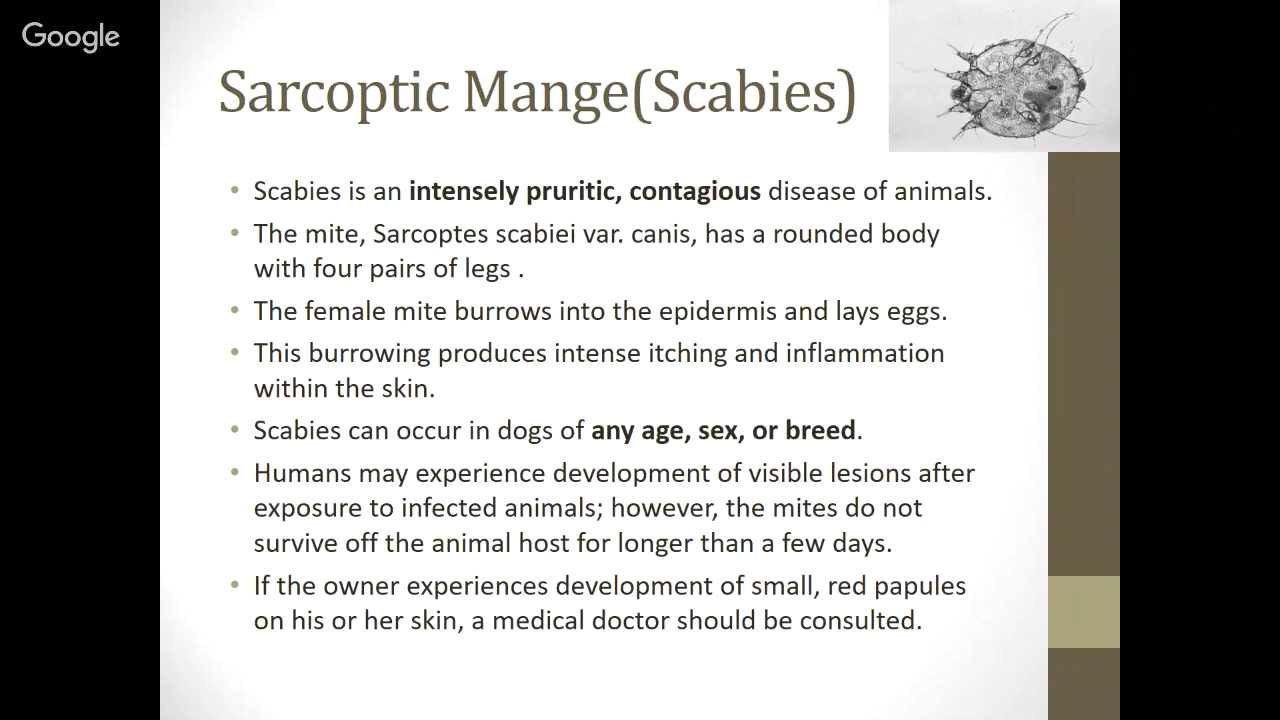 Google
Sarcoptic Mange(Scabies)
• Scabies is an intensely pruritic, contagious disease of animals.
• The mite, Sarcoptes scabiei var. canis, has a rounded body
with four pairs of legs .
• The female mite burrows into the epidermis and lays eggs.
• This burrowing produces intense itching and inflammation
within the skin.
• Scabies can occur in dogs of any age, sex, or breed.
• Humans may experience development of visible lesions after
exposure to infected animals; however, the mites do not
survive off the animal host for longer than a few days.
• If the owner experiences development of small, red papules
on his or her skin, a medical doctor should be consulted.